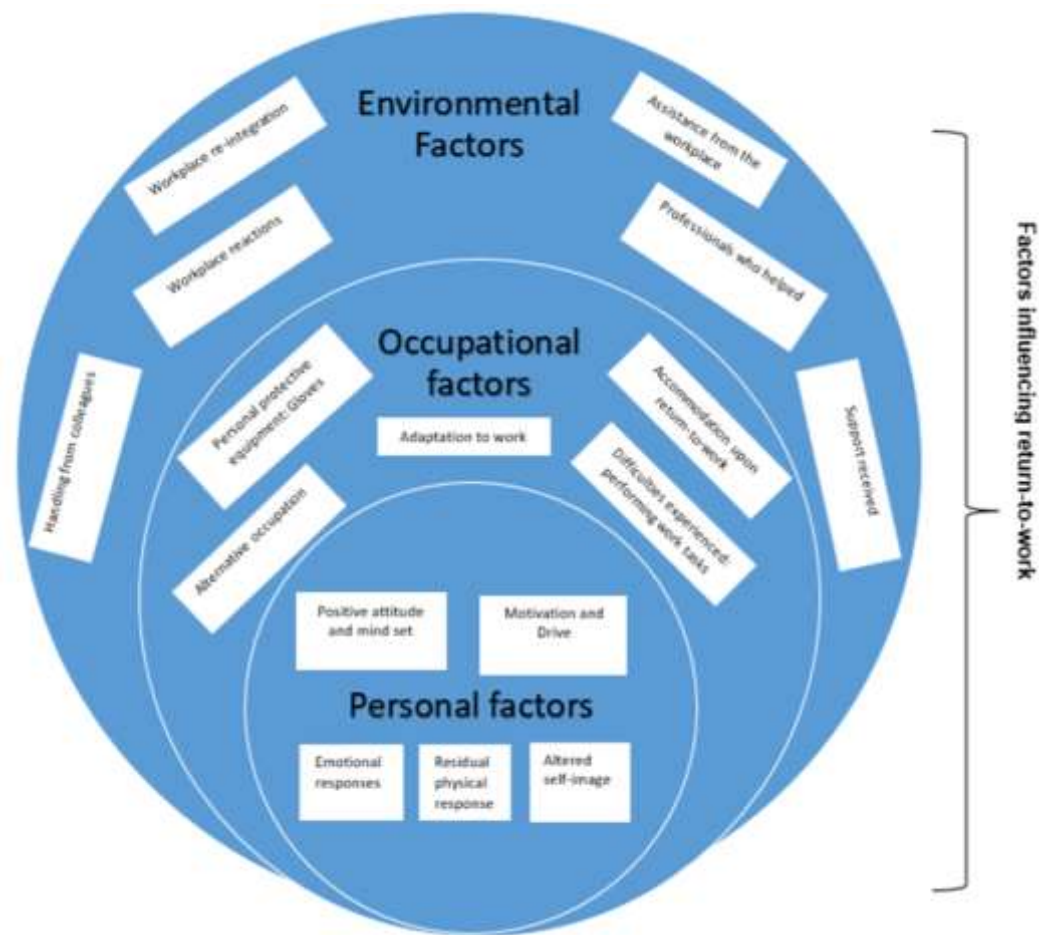 Environmental
Factors
Workplace re-integration
Workplace reactions
Handling from colleagues
Assistance from the
workplace
Professionals who helped
Support received
Occupational
factors
Personal protective
equipment: Gloves
Alternative occupation
Adaptation to work
Accommodation upon
return-to-work
Difficulties experienced:
performing work tasks
Positive attitude
and mind set
Motivation and
Drive
Personal factors
Emotional
responses
Residual
physical
response
Altered
self-image
Factors influencing return-to-work